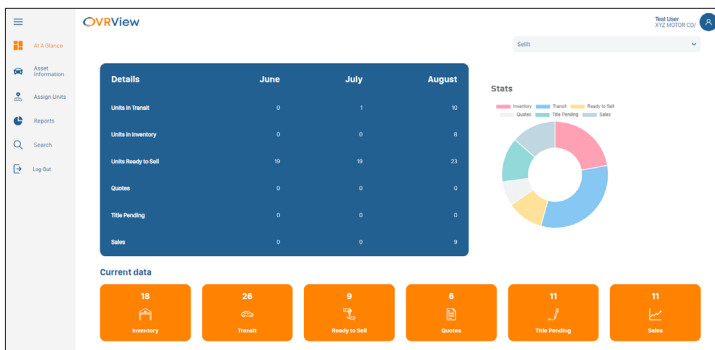 OVRView
Test User
XYZ MOTOR CO/
SellIt
At A Glance
Asset
Information
Assign Units
Reports
Search
Log Out
Details June July August
Units in Transit 0 1 10
Units in Inventory 0 0 8
Units Ready to Sell 19 19 23
Quotes 0 0 0
Title Pending 0 0 0
Sales 0 0 9
Stats
Inventory Transit Ready to Sell
Quotes Title Pending Sales
Current data
18 26 9 6 11 11
Inventory Transit Ready to Sell Quotes Title Pending Sales